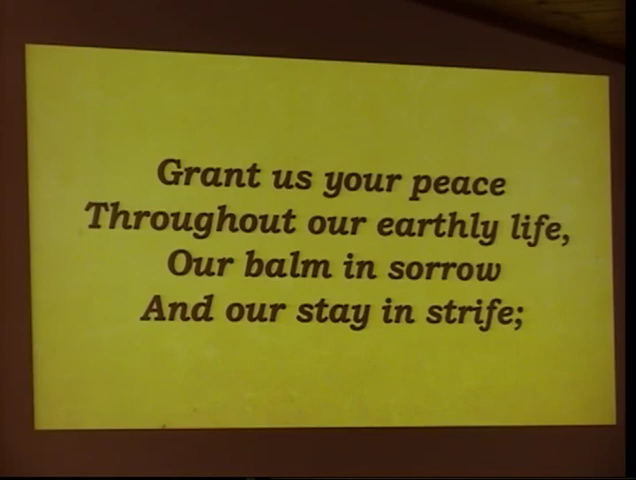 Grant us your peace
Throughout our earthly life,
Our balm in sorrow
And our stay in strife;